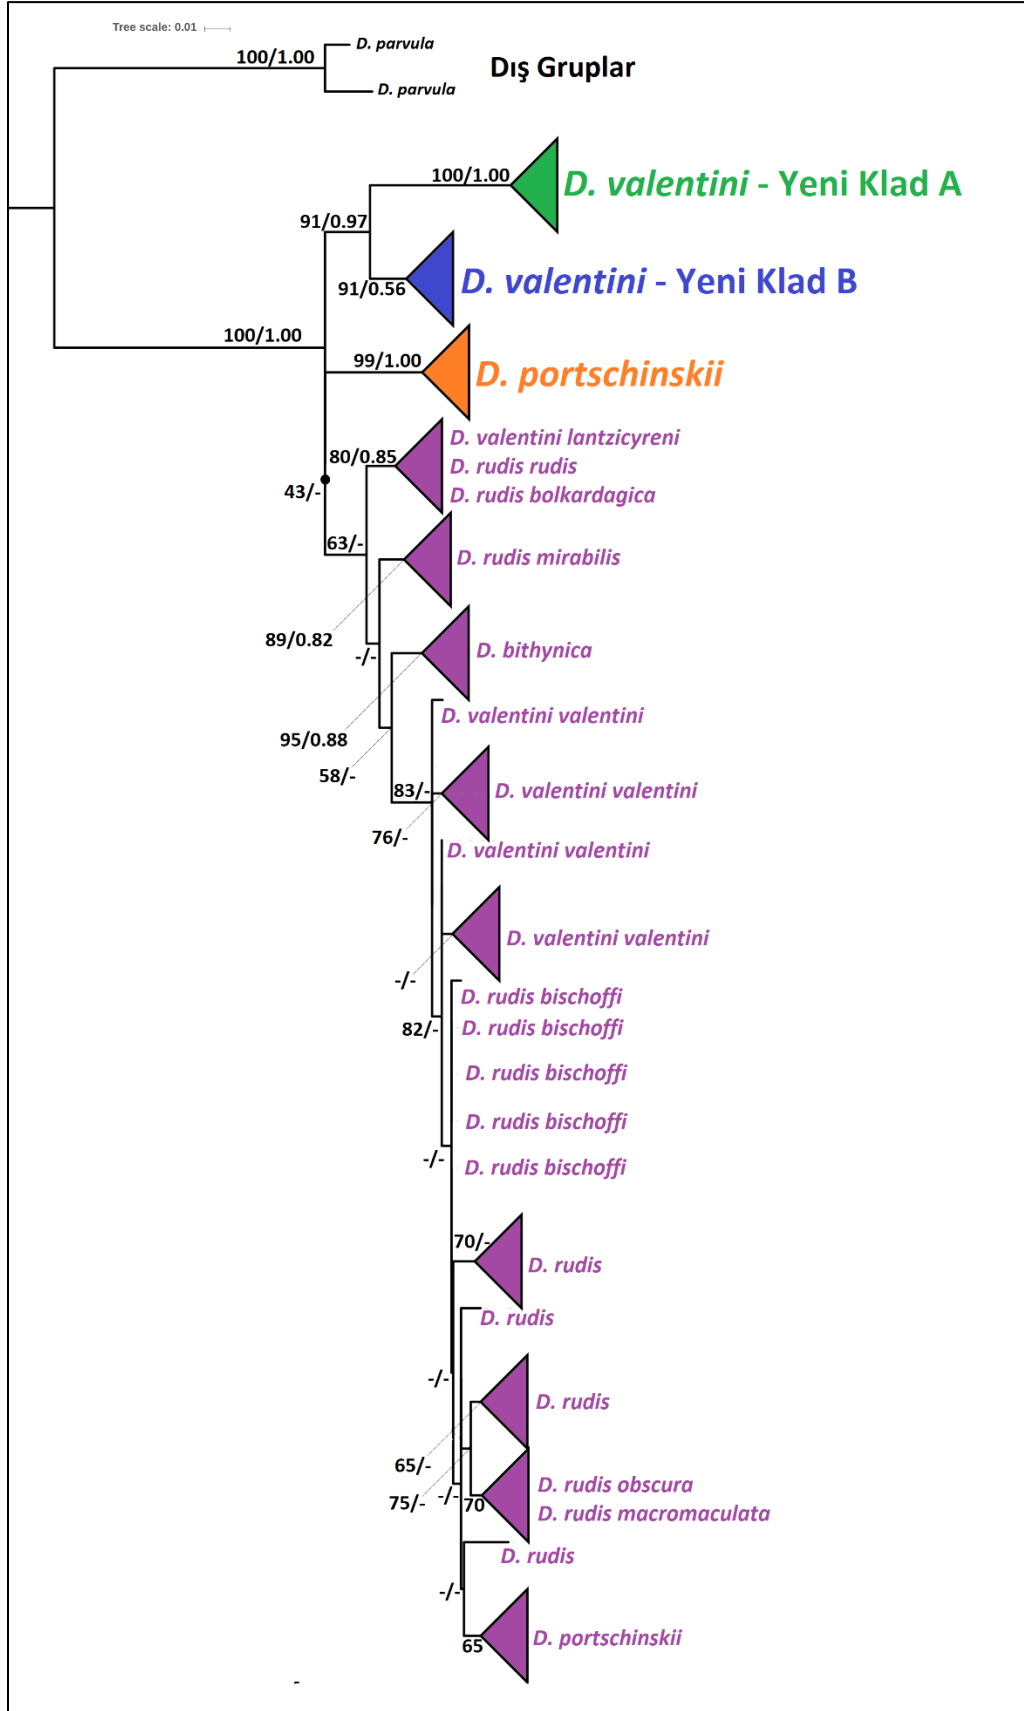 Tree scale: 0.01
D. parvula
100/1.00
Dış Gruplar
D. parvula
100/1.00
D. valentini - Yeni Klad A
91/0.97
D. valentini - Yeni Klad B
91/0.56
100/1.00
99/1.00
D. portschinskii
D. valentini lantzicyreni
80/0.85
D. rudis rudis
43/-
D. rudis bolkardagica
63/-
D. rudis mirabilis
89/0.82
-/-
D. bithynica
D. valentini valentini
95/0.88
58/-
83/-
D. valentini valentini
76/-
D. valentini valentini
D. valentini valentini
-/-
D. rudis bischoffi
82/-
D. rudis bischoffi
D. rudis bischoffi
D. rudis bischoffi
-/-
D. rudis bischoffi
70/-
D. rudis
D. rudis
-/-
D. rudis
65/-
D. rudis obscura
75/-
-/-
70
D. rudis macromaculata
D. rudis
-/-
D. portschinskii
65
-